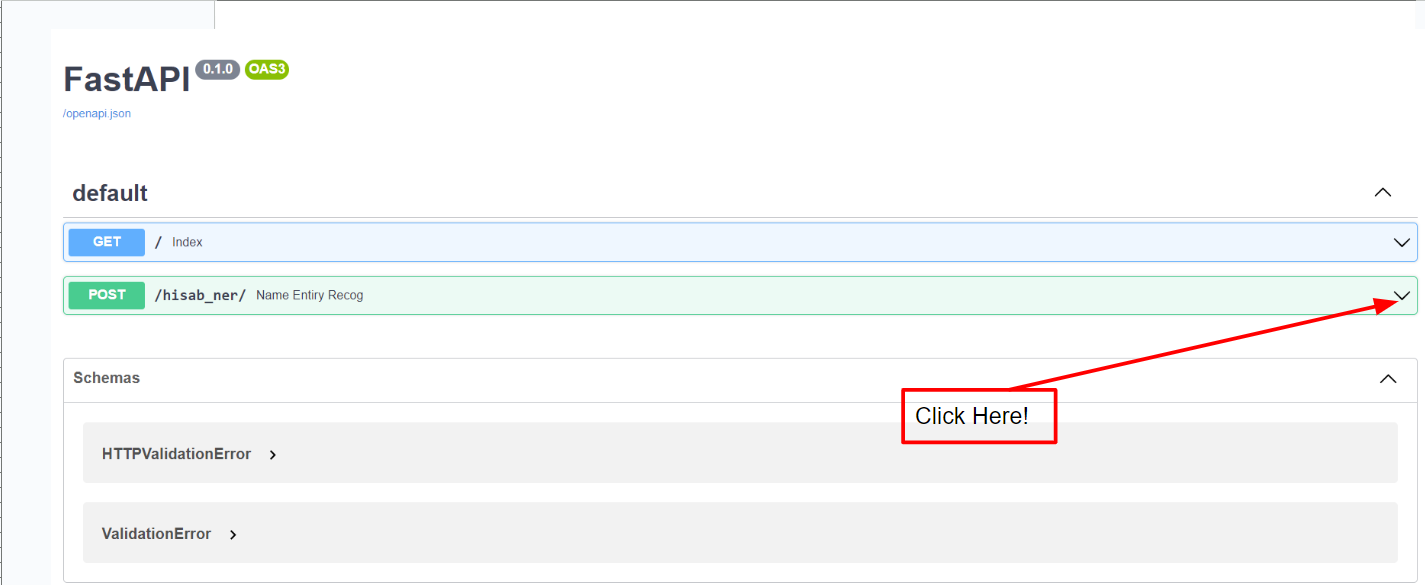 FastAPI 0.1.0 OAS3
/openapi.json
default
GET / Index
POST /hisab_ner/ Name Entiry Recog
Schemas
Click Here!
HTTPValidationError
ValidationError